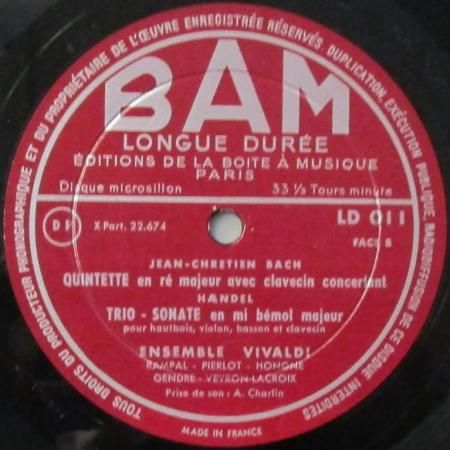 TOUS DROITS DU PRODUCTEUR PHONOGRAPHIQUE ET DU PROPRIÉTAIRE DE L'ŒUVRE ENREGISTRÉE RÉSERVÉS. DUPLICATION, EXÉCUTION PUBLIQUE, RADIODIFFUSION DE CE DISQUE INTERDITES
BAM
LONGUE DURÉE
ÉDITIONS DE LA BOITE À MUSIQUE
PARIS
Disque microsillon 33 1/3 Tours minute
LD 011
DP X Part. 22.674
FACE B
JEAN-CHRETIEN BACH
QUINTETTE en ré majeur avec clavecin concertant
HÆNDEL
TRIO - SONATE en mi bémol majeur
pour hautbois, violon, basson et clavecin
ENSEMBLE VIVALDI
RAMPAL - PIERLOT - HONGNE
GENDRE - VEYRON-LACROIX
Prise de son : A. Charlin
MADE IN FRANCE